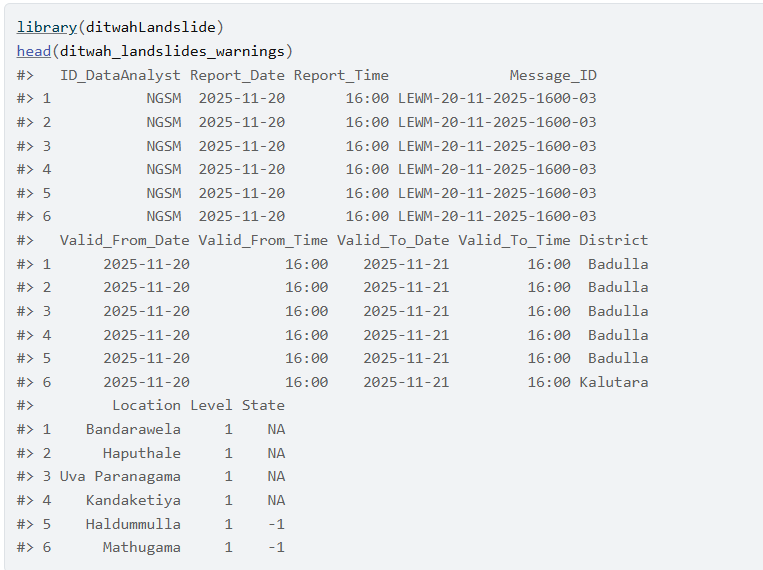 library(ditwahLandslide)
head(ditwah_landslides_warnings)
#>   ID_DataAnalyst Report_Date Report_Time              Message_ID
#> 1           NGSM  2025-11-20       16:00 LEWM-20-11-2025-1600-03
#> 2           NGSM  2025-11-20       16:00 LEWM-20-11-2025-1600-03
#> 3           NGSM  2025-11-20       16:00 LEWM-20-11-2025-1600-03
#> 4           NGSM  2025-11-20       16:00 LEWM-20-11-2025-1600-03
#> 5           NGSM  2025-11-20       16:00 LEWM-20-11-2025-1600-03
#> 6           NGSM  2025-11-20       16:00 LEWM-20-11-2025-1600-03
#>   Valid_From_Date Valid_From_Time Valid_To_Date Valid_To_Time District
#> 1      2025-11-20           16:00    2025-11-21         16:00  Badulla
#> 2      2025-11-20           16:00    2025-11-21         16:00  Badulla
#> 3      2025-11-20           16:00    2025-11-21         16:00  Badulla
#> 4      2025-11-20           16:00    2025-11-21         16:00  Badulla
#> 5      2025-11-20           16:00    2025-11-21         16:00  Badulla
#> 6      2025-11-20           16:00    2025-11-21         16:00 Kalutara
#>         Location Level State
#> 1    Bandarawela     1    NA
#> 2      Haputhale     1    NA
#> 3 Uva Paranagama     1    NA
#> 4    Kandaketiya     1    NA
#> 5    Haldummulla     1    -1
#> 6      Mathugama     1    -1